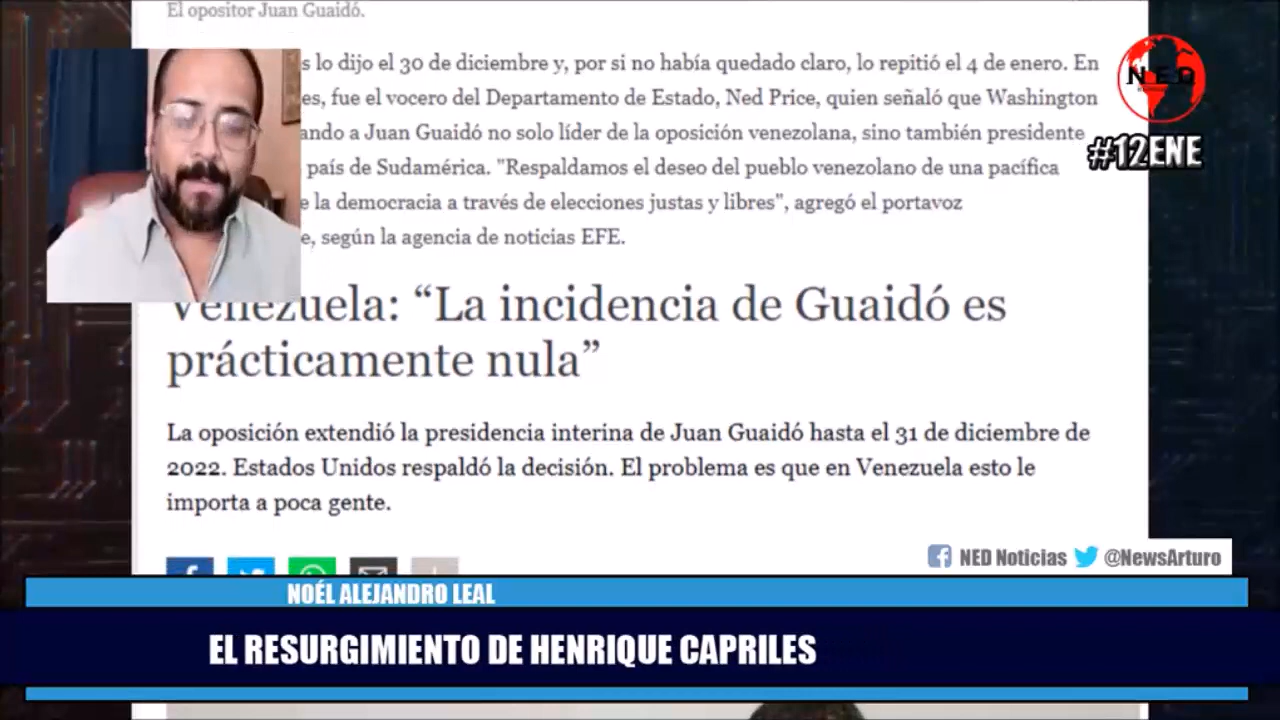 El opositor Juan Guaidó.
s lo dijo el 30 de diciembre y, por si no había quedado claro, lo repitió el 4 de enero. En
es, fue el vocero del Departamento de Estado, Ned Price, quien señaló que Washington
ando a Juan Guaidó no solo líder de la oposición venezolana, sino también presidente
país de Sudamérica. "Respaldamos el deseo del pueblo venezolano de una pacífica
e la democracia a través de elecciones justas y libres", agregó el portavoz
e, según la agencia de noticias EFE.
NED
#12ENE
Venezuela: “La incidencia de Guaidó es
prácticamente nula”
La oposición extendió la presidencia interina de Juan Guaidó hasta el 31 de diciembre de
2022. Estados Unidos respaldó la decisión. El problema es que en Venezuela esto le
importa a poca gente.
NED Noticias @NewsArturo
NOÉL ALEJANDRO LEAL
EL RESURGIMIENTO DE HENRIQUE CAPRILES